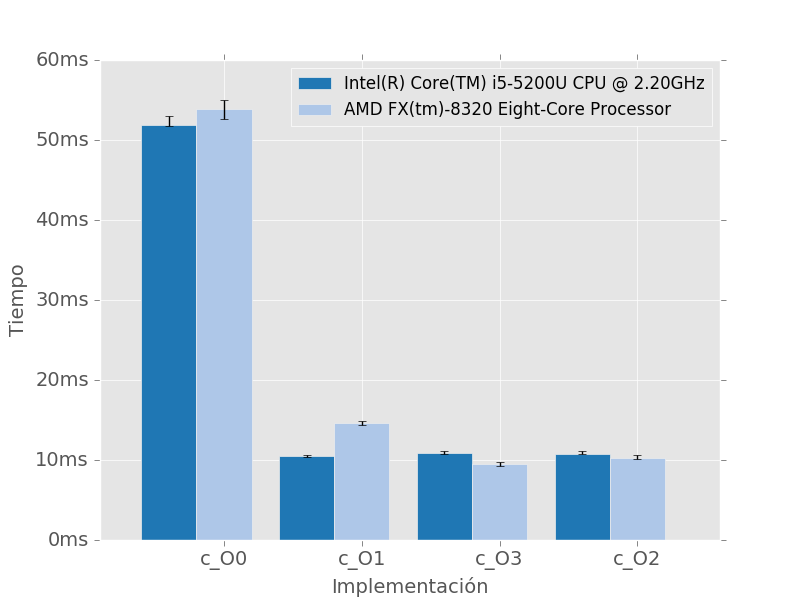 60ms
50ms
40ms
30ms
20ms
10ms
0ms
Tiempo
Intel(R) Core(TM) i5-5200U CPU @ 2.20GHz
AMD FX(tm)-8320 Eight-Core Processor
c_O0 c_O1 c_O3 c_O2
Implementación